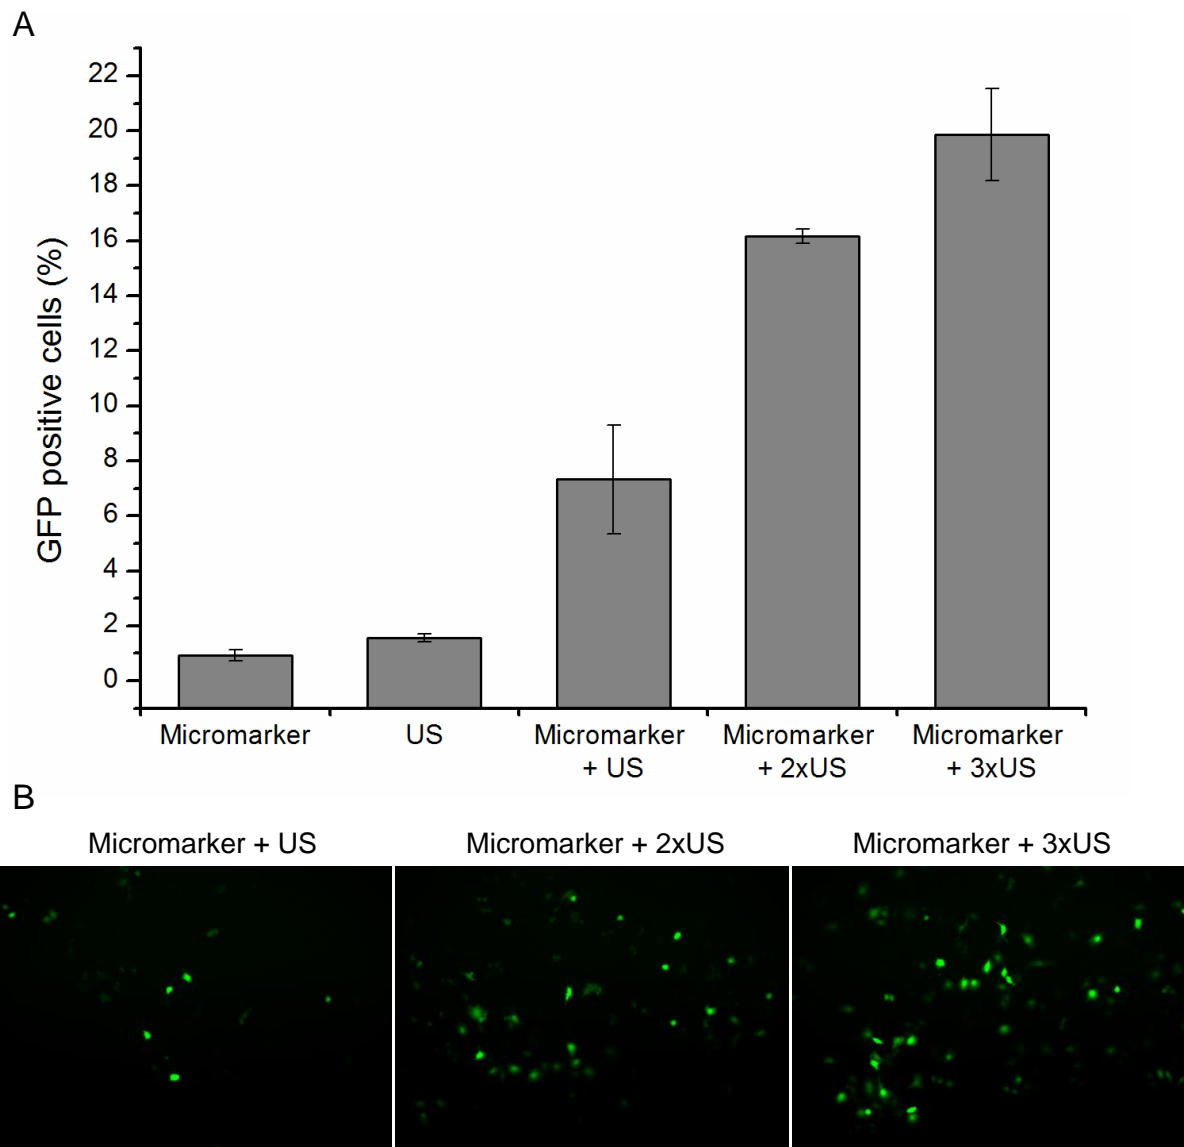 A
22
20
18
16
14
12
10
8
6
4
2
0
GFP positive cells (%)
Micromarker
US
Micromarker
+ US
Micromarker
+ 2xUS
Micromarker
+ 3xUS
B
Micromarker + US
Micromarker + 2xUS
Micromarker + 3xUS